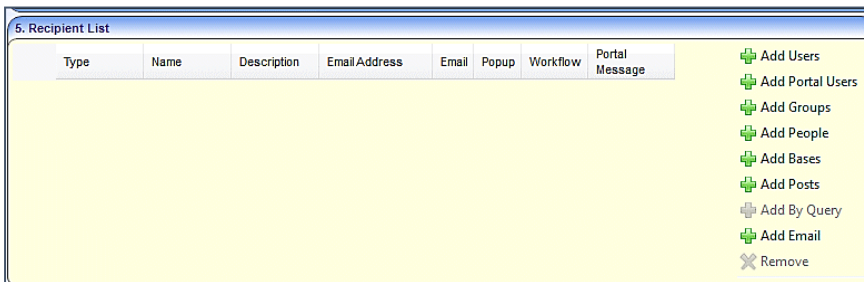 5. Recipient List
Type Name Description Email Address Email Popup Workflow Portal Message
Add Users
Add Portal Users
Add Groups
Add People
Add Bases
Add Posts
Add By Query
Add Email
Remove